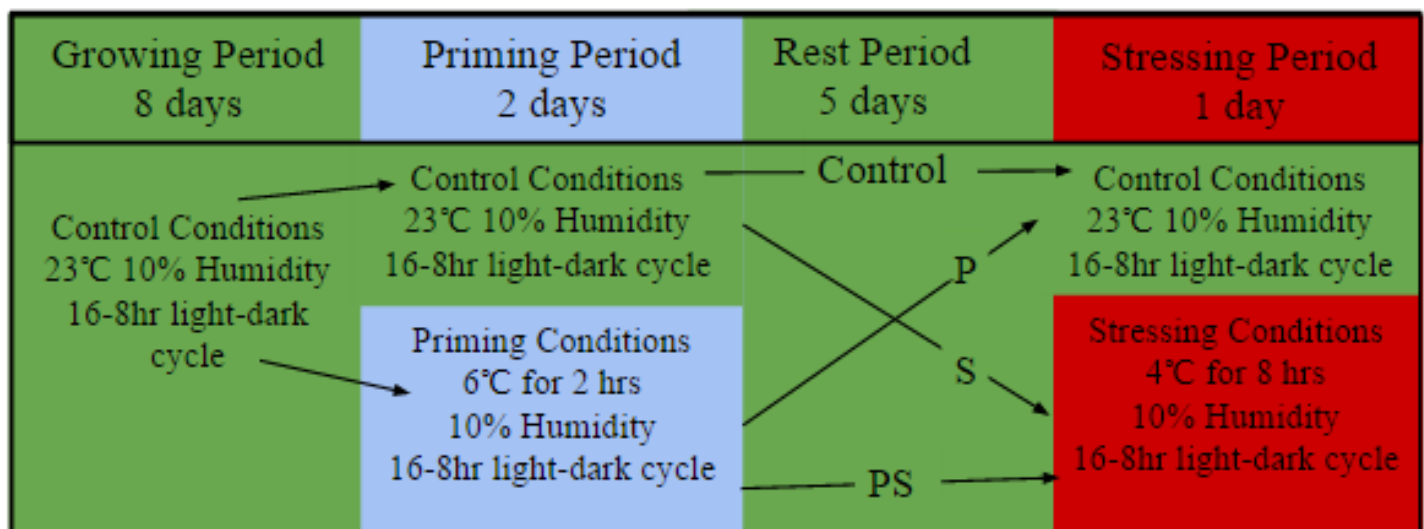 Growing Period
8 days
Priming Period
2 days
Rest Period
5 days
Stressing Period
1 day
Control Conditions
23℃ 10% Humidity
16-8hr light-dark
cycle
Control Conditions
23℃ 10% Humidity
16-8hr light-dark cycle
Priming Conditions
6℃ for 2 hrs
10% Humidity
16-8hr light-dark cycle
Control
P
S
PS
Control Conditions
23℃ 10% Humidity
16-8hr light-dark cycle
Stressing Conditions
4℃ for 8 hrs
10% Humidity
16-8hr light-dark cycle